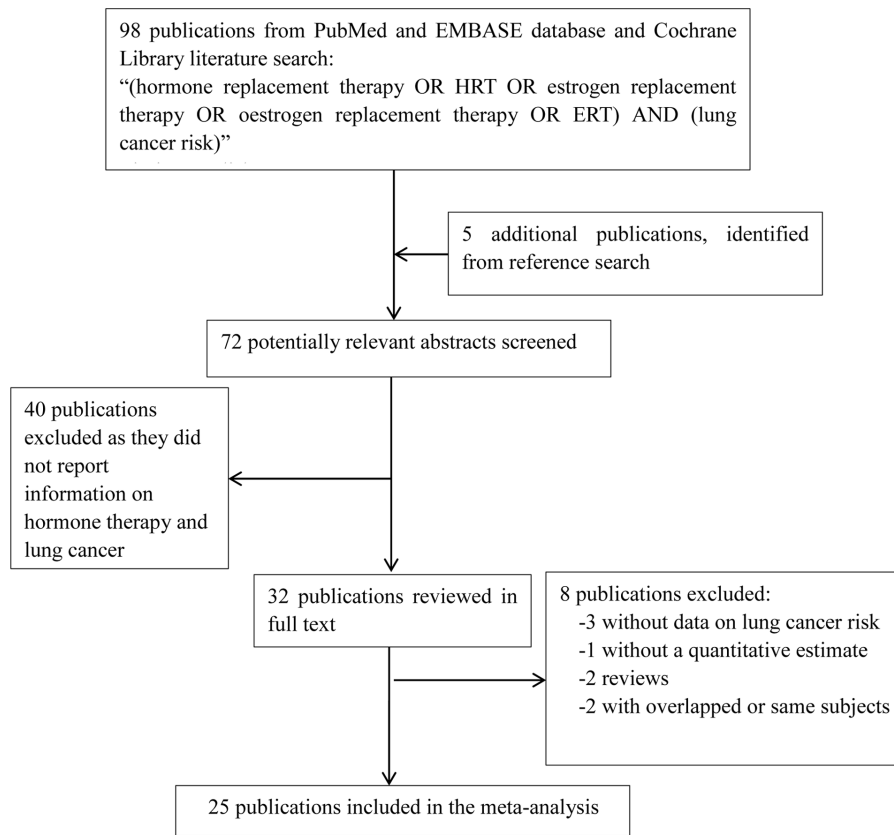 98 publications from PubMed and EMBASE database and Cochrane
Library literature search:
“(hormone replacement therapy OR HRT OR estrogen replacement
therapy OR oestrogen replacement therapy OR ERT) AND (lung
cancer risk)”
5 additional publications, identified
from reference search
72 potentially relevant abstracts screened
40 publications
excluded as they did
not report
information on
hormone therapy and
lung cancer
32 publications reviewed in
full text
8 publications excluded:
-3 without data on lung cancer risk
-1 without a quantitative estimate
-2 reviews
-2 with overlapped or same subjects
25 publications included in the meta-analysis